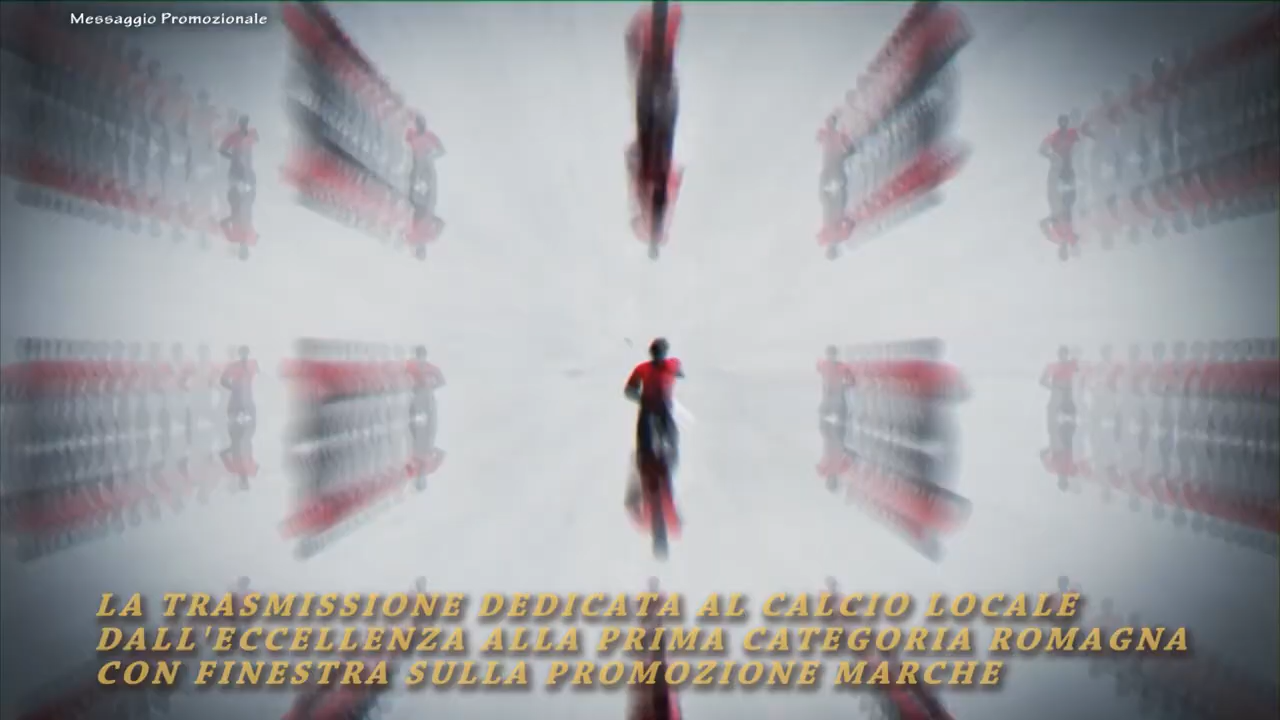 Messaggio Promozionale
LA TRASMISSIONE DEDICATA AL CALCIO LOCALE
DALL'ECCELLENZA ALLA PRIMA CATEGORIA ROMAGNA
CON FINESTRA SULLA PROMOZIONE MARCHE